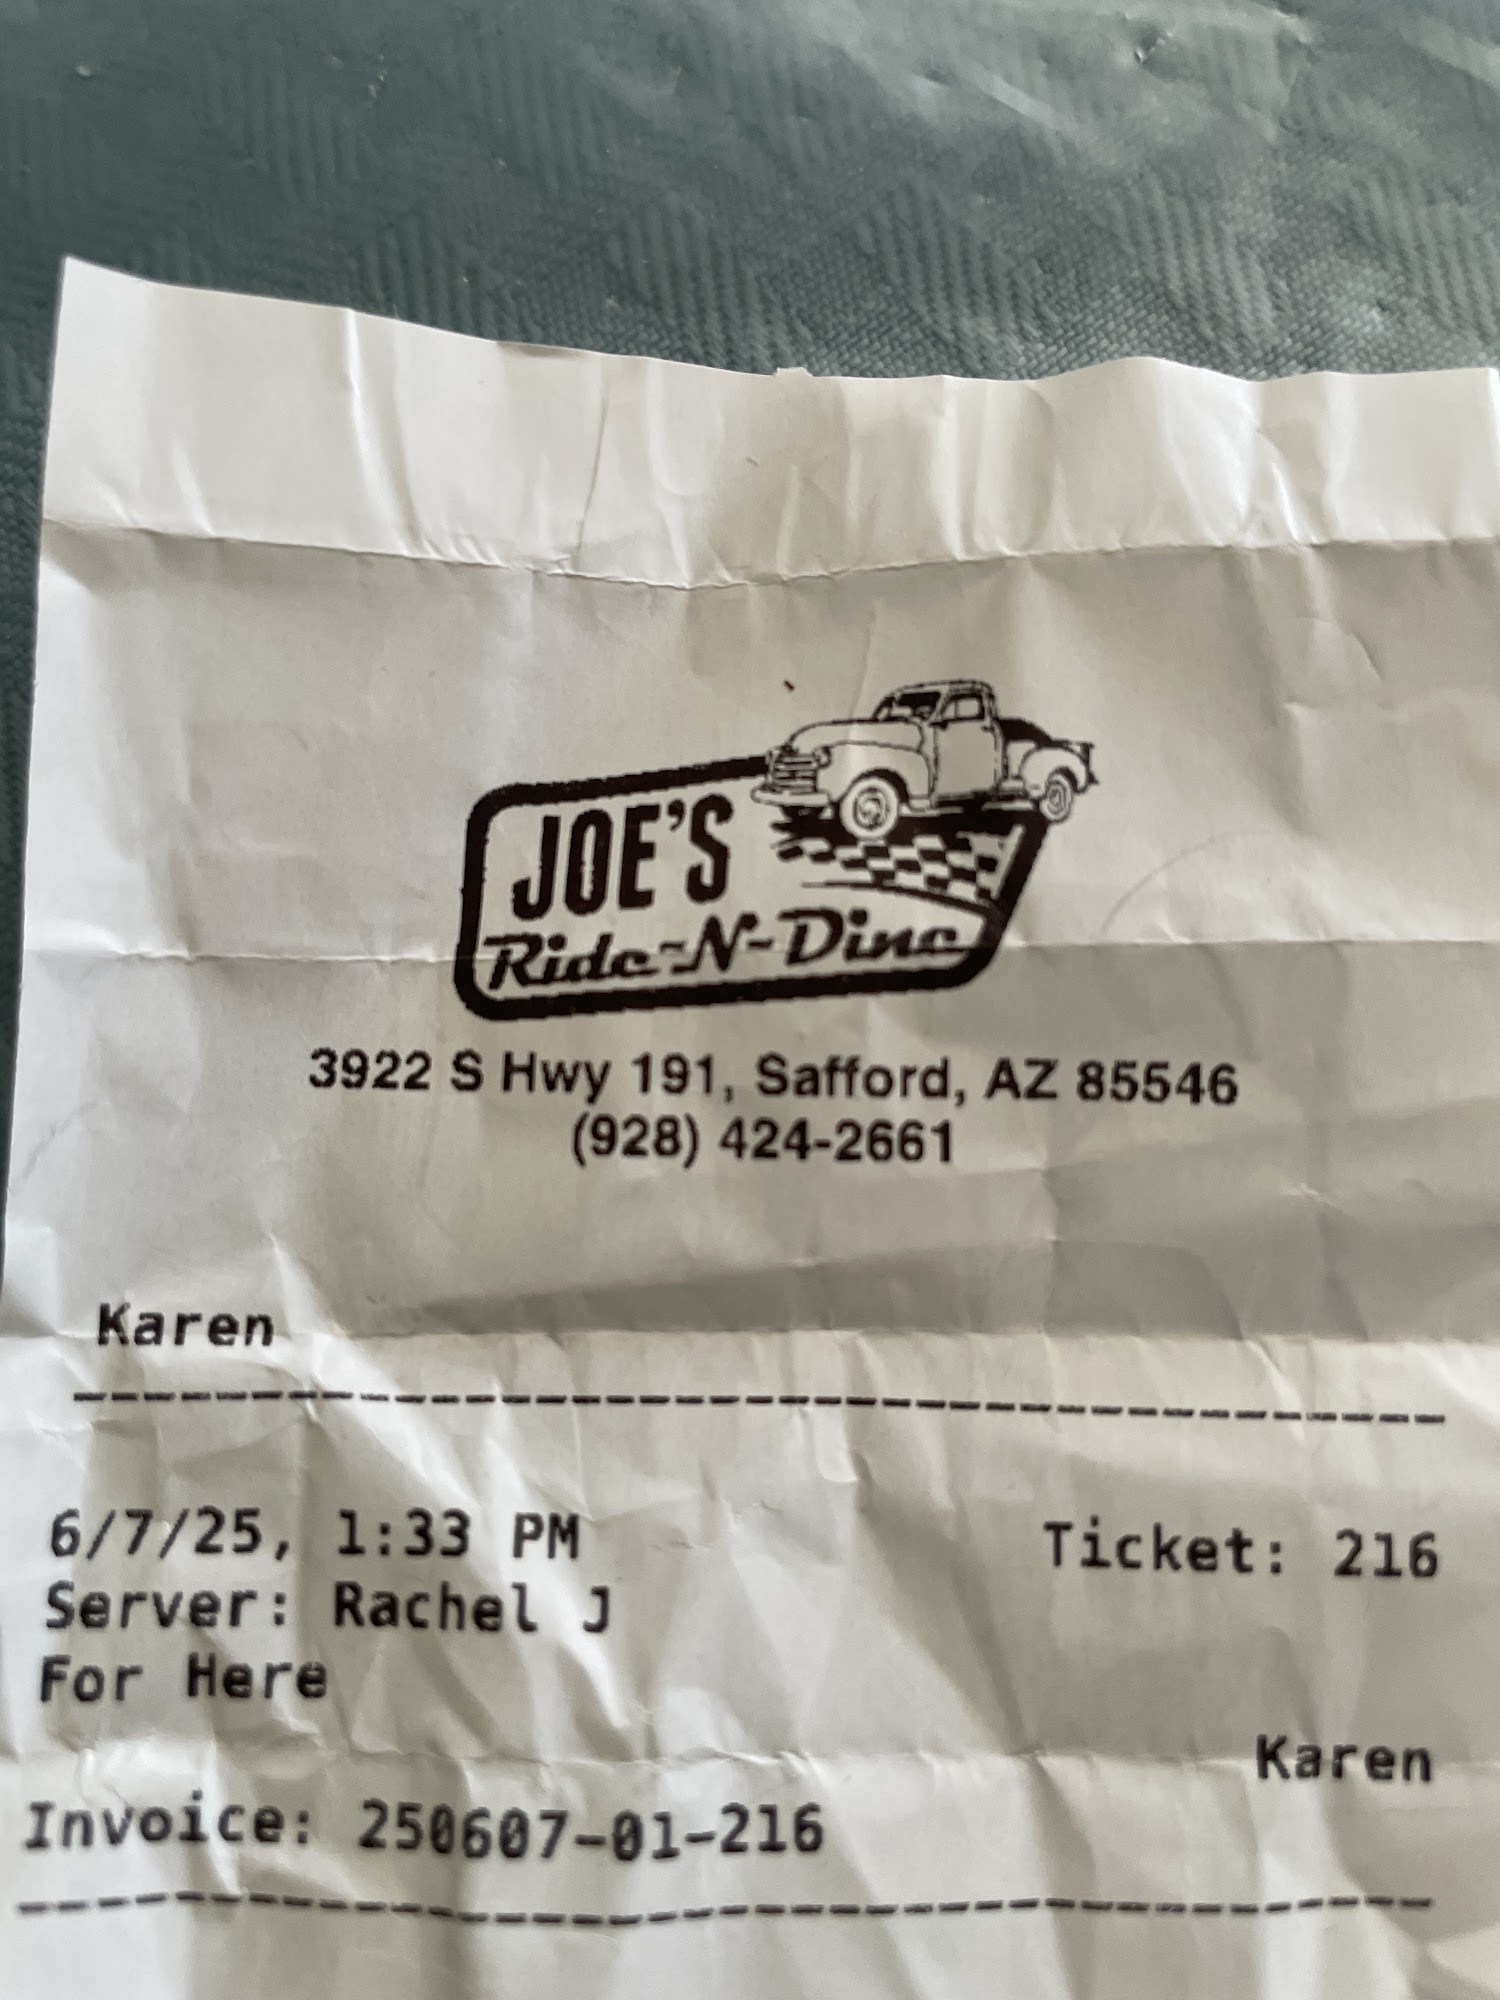 JOE'S
Ride-N-Dine
3922 S Hwy 191, Safford, AZ 85546
(928) 424-2661
Karen
6/7/25, 1:33 PM Ticket: 216
Server: Rachel J
For Here
Karen
Invoice: 250607-01-216